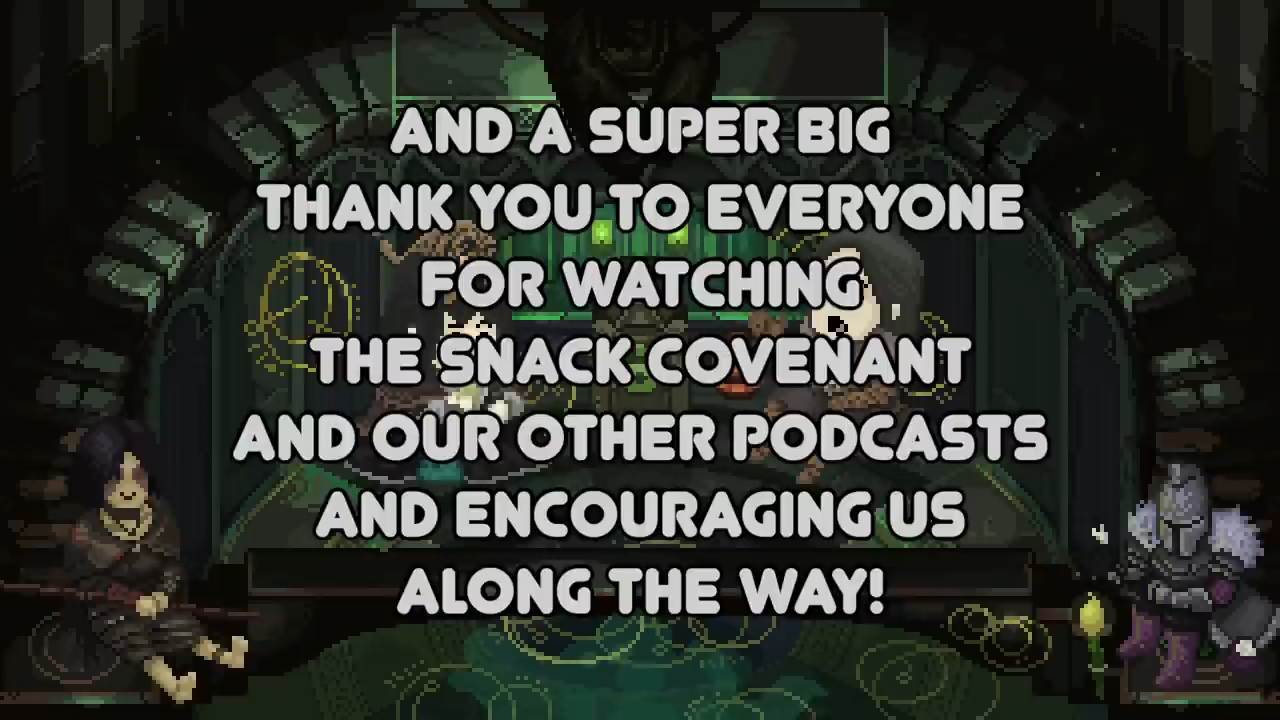 AND A SUPER BIG
THANK YOU TO EVERYONE
FOR WATCHING
THE SNACK COVENANT
AND OUR OTHER PODCASTS
AND ENCOURAGING US
ALONG THE WAY!